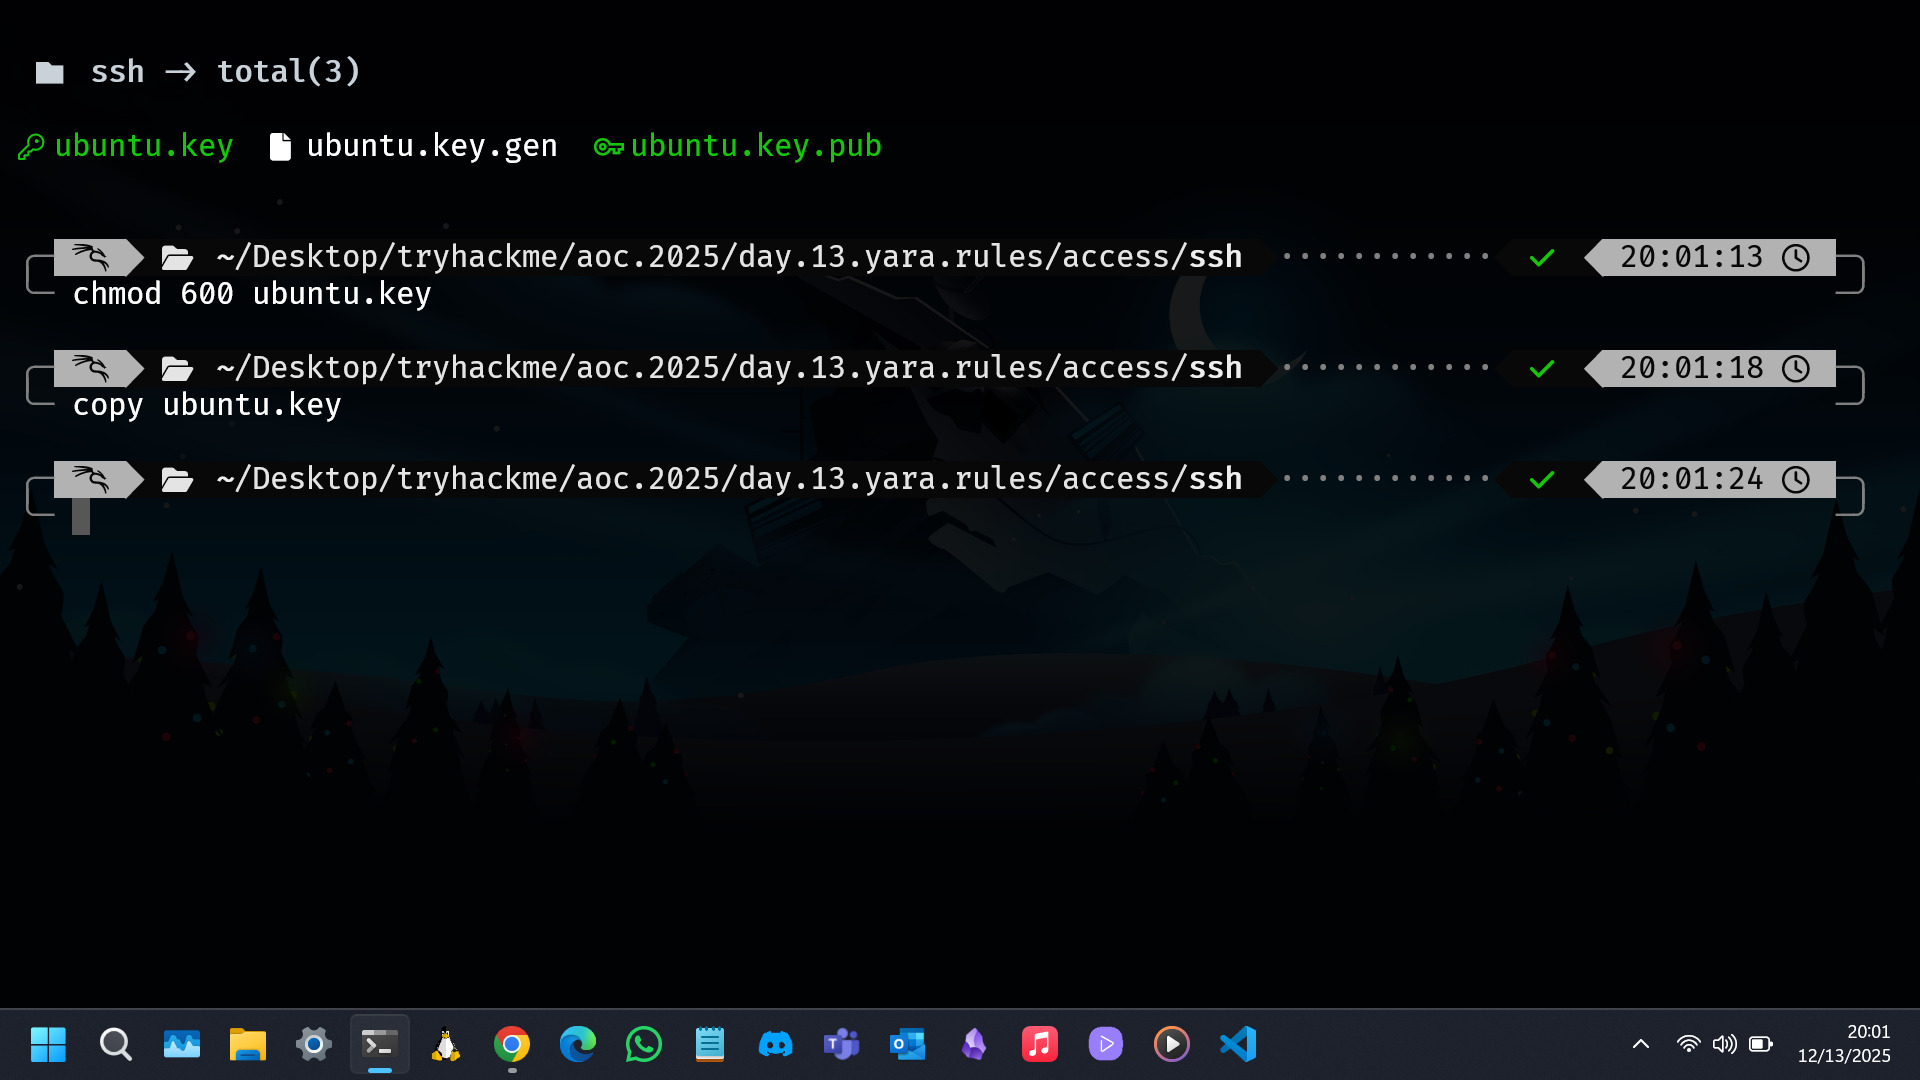 ssh → total(3)
ubuntu.key ubuntu.key.gen ubuntu.key.pub
~/Desktop/tryhackme/aoc.2025/day.13.yara.rules/access/ssh ············ ✓ 20:01:13
chmod 600 ubuntu.key
~/Desktop/tryhackme/aoc.2025/day.13.yara.rules/access/ssh ············ ✓ 20:01:18
copy ubuntu.key
~/Desktop/tryhackme/aoc.2025/day.13.yara.rules/access/ssh ············ ✓ 20:01:24
20:01
12/13/2025